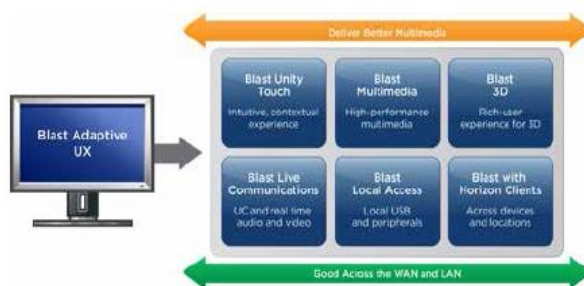 Deliver Better Multimedia
Blast Adaptive
UX
Blast Unity
Touch
Intuitive, contextual
experience
Blast
Multimedia
High-performance
multimedia
Blast
3D
Rich-user
experience for 3D
Blast Live
Communications
UC and real time
audio and video
Blast
Local Access
Local USB
and peripherals
Blast with
Horizon Clients
Across devices
and locations
Good Across the WAN and LAN